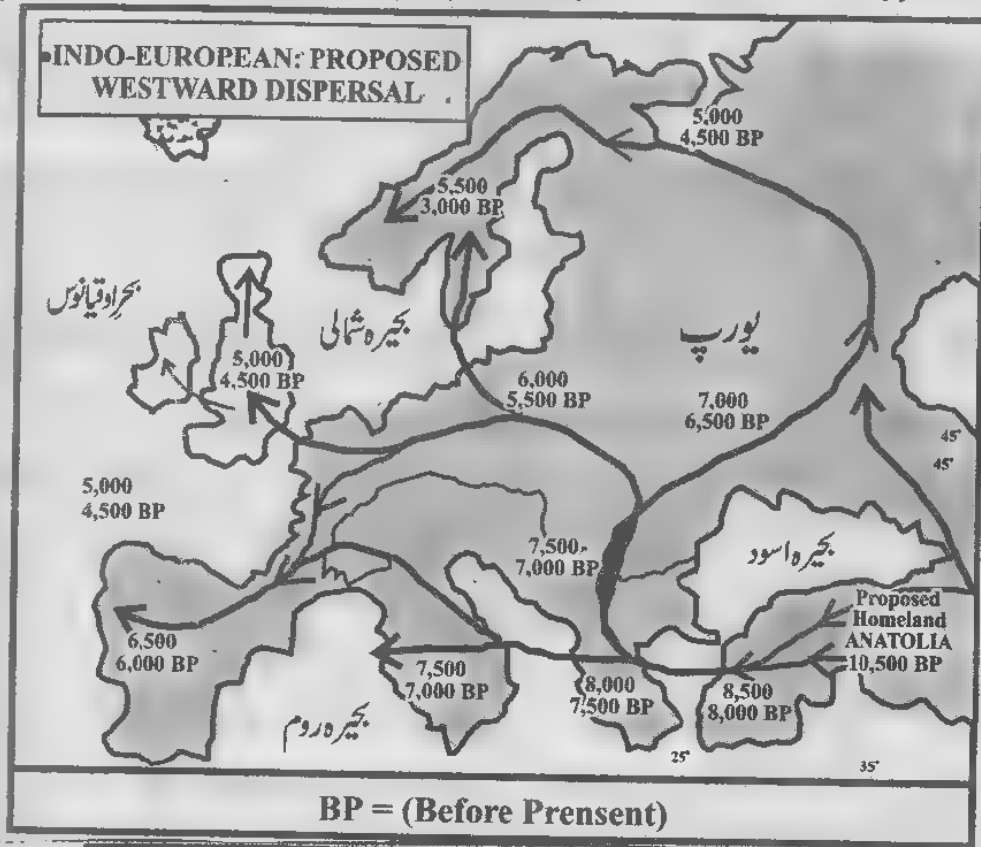 INDO-EUROPEAN: PROPOSED
WESTWARD DISPERSAL
5,000
4,500 BP
5,500
3,000 BP
بحرِاوقیانوس
بحیرہ شمالی
یورپ
5,000
4,500 BP
6,000
5,500 BP
7,000
6,500 BP
45°
45°
5,000
4,500 BP
7,500
7,000 BP
بحیرہ اسود
Proposed
Homeland
ANATOLIA
10,500 BP
6,500
6,000 BP
7,500
7,000 BP
8,000
7,500 BP
8,500
8,000 BP
بحیرہ روم
25°
35°
BP = (Before Prensent)